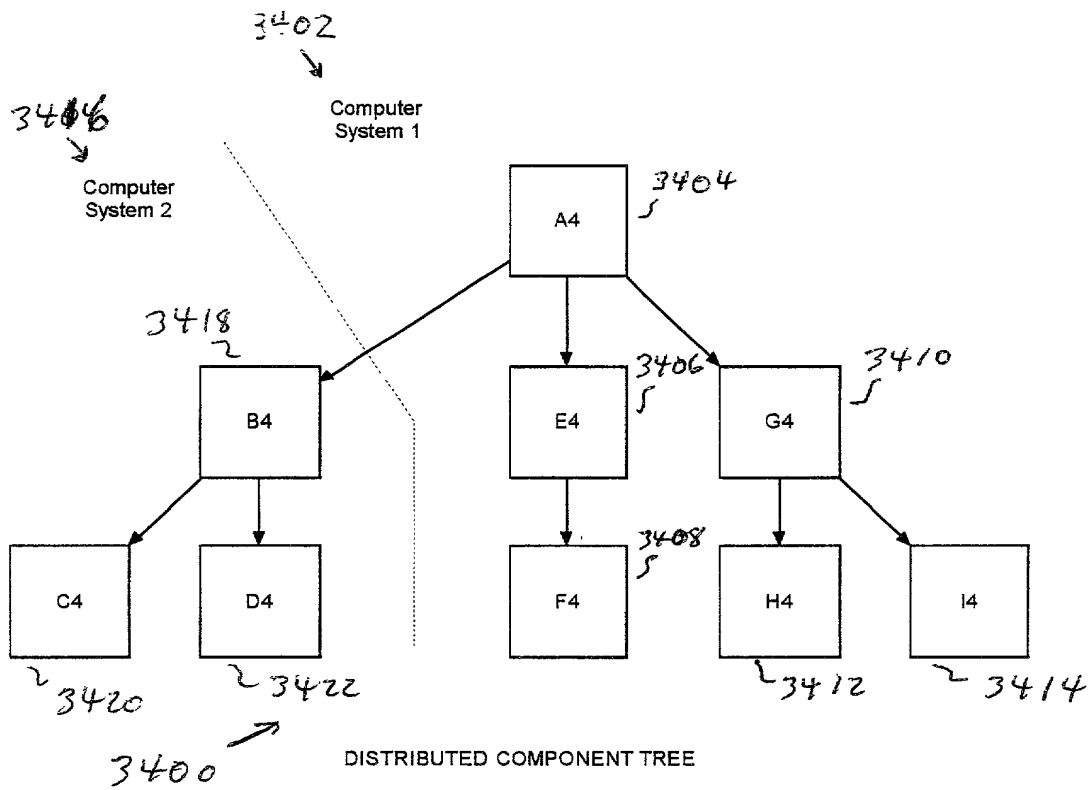 3402
Computer
System 1
3416
Computer
System 2
3404
A4
3418
3406
3410
B4
E4
G4
3408
C4
D4
F4
H4
I4
3420
3422
3412
3414
3400
DISTRIBUTED COMPONENT TREE